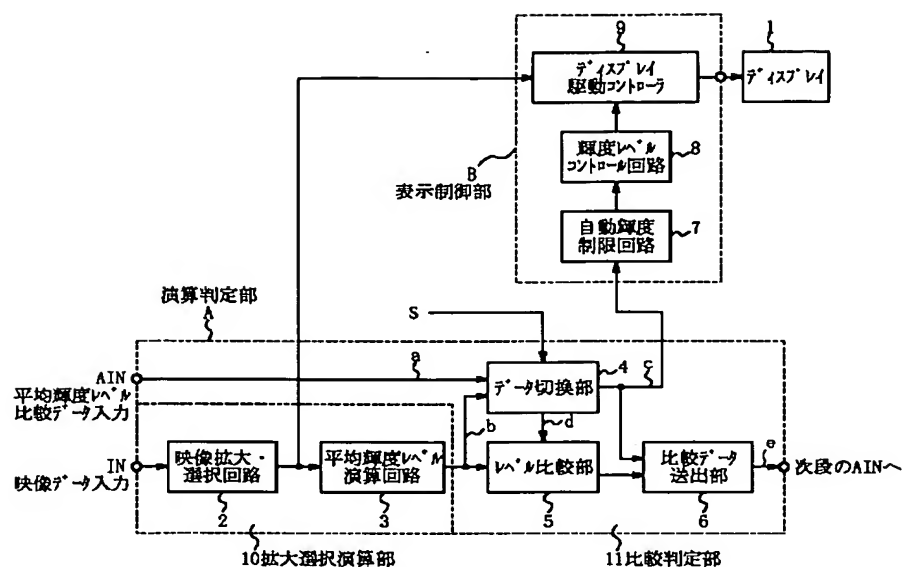 9
1
ディスプレイ
駆動コントローラ
ディスプレイ
輝度レベル
コントロール回路
8
B
表示制御部
自動輝度
制限回路
7
演算判定部
A
S
AIN
平均輝度レベル
比較データ入力
a
データ切換部
4
c
b
d
IN
映像データ入力
映像拡大・
選択回路
2
平均輝度レベル
演算回路
3
レベル比較部
5
比較データ
送出部
6
e
次段のAINへ
10拡大選択演算部
11比較判定部